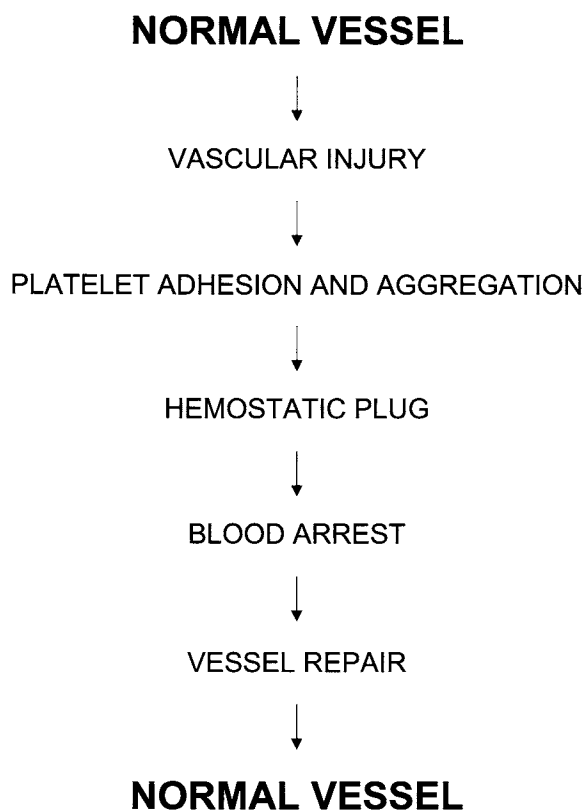 NORMAL VESSEL
VASCULAR INJURY
PLATELET ADHESION AND AGGREGATION
HEMOSTATIC PLUG
BLOOD ARREST
VESSEL REPAIR
NORMAL VESSEL